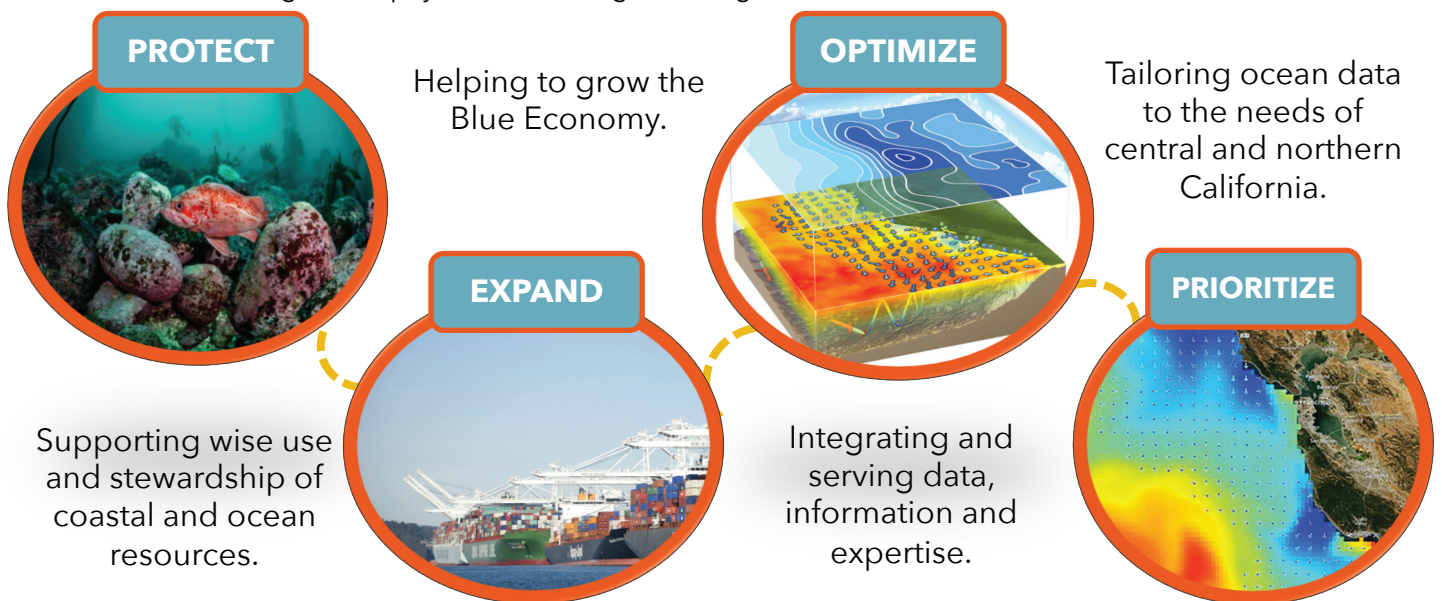 PROTECT
Supporting wise use
and stewardship of
coastal and ocean
resources.
Helping to grow the
Blue Economy.
EXPAND
OPTIMIZE
Integrating and
serving data,
information and
expertise.
Tailoring ocean data
to the needs of
central and northern
California.
PRIORITIZE